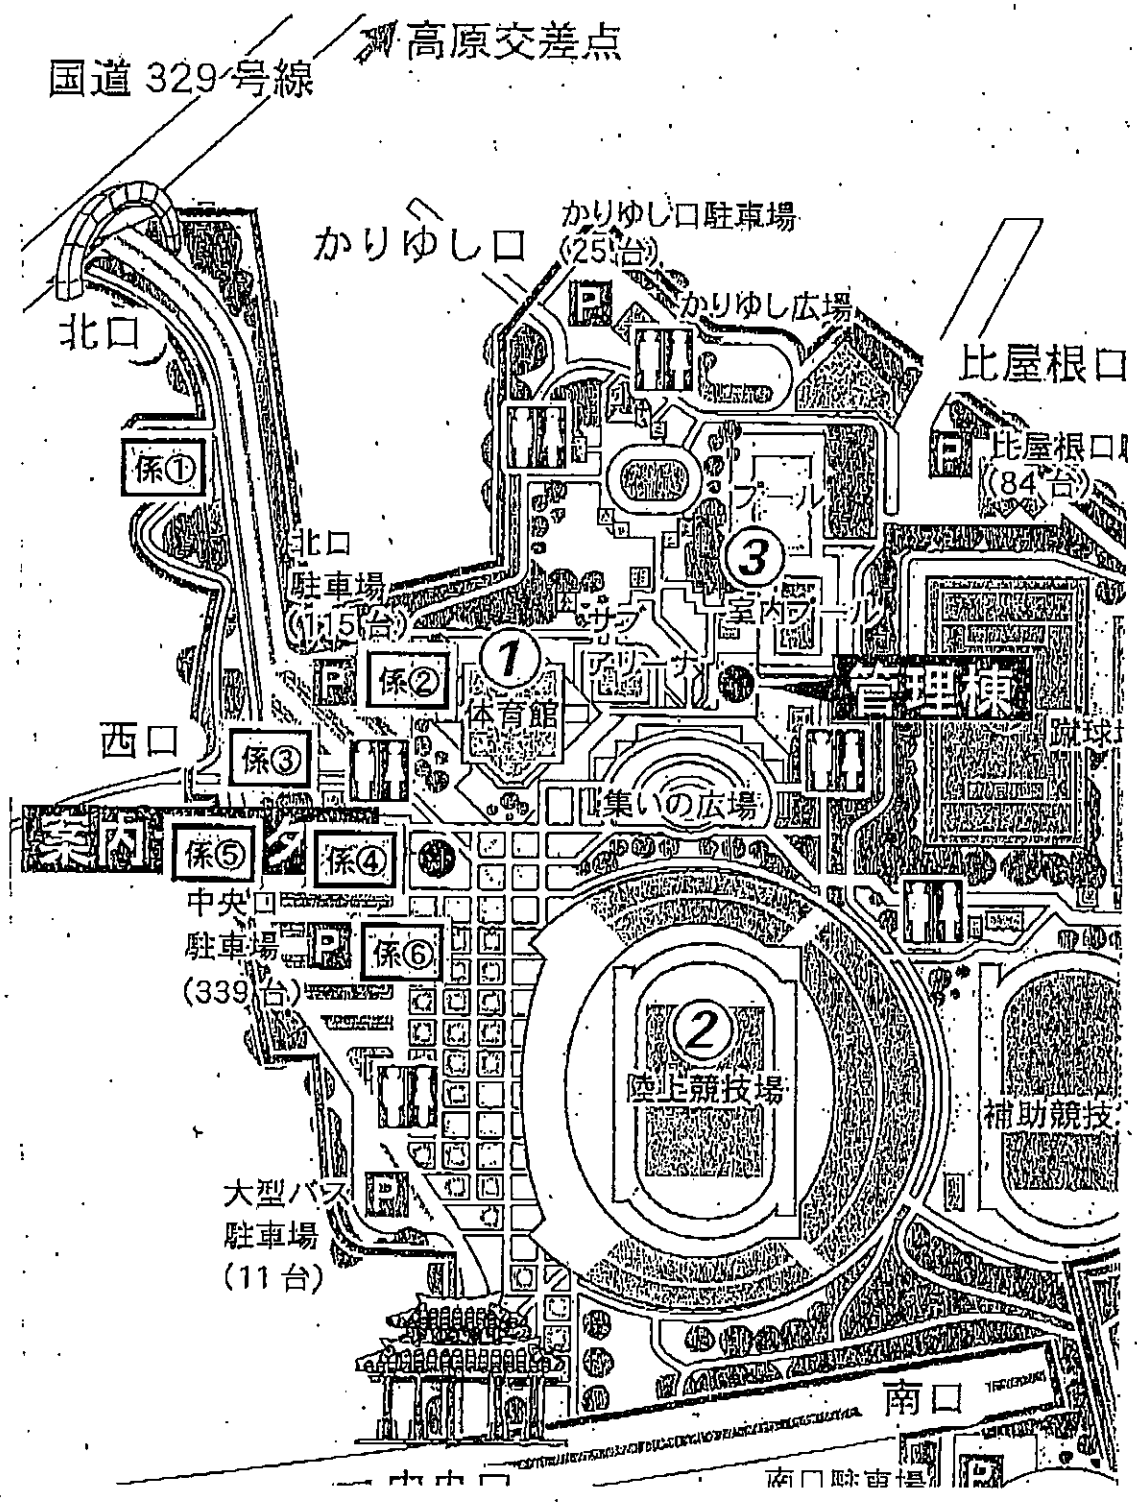 高原交差点
国道 329 号線
かりゆし口駐車場
(25 台)
かりゆし口
P
かりゆし広場
北口
比屋根口
係①
P
比屋根口
(84 台)
プール
北口
駐車場
(115 台)
③
室内プール
サブ
アリーナ
①
P
係②
体育館
管理棟
西口
係③
蹴球
集いの広場
案内
係⑤
係④
中央口
駐車場
(339 台)
P
係⑥
②
陸上競技場
補助競技
大型バス
駐車場
(11 台)
P
南口
中央口
南口駐車場
P